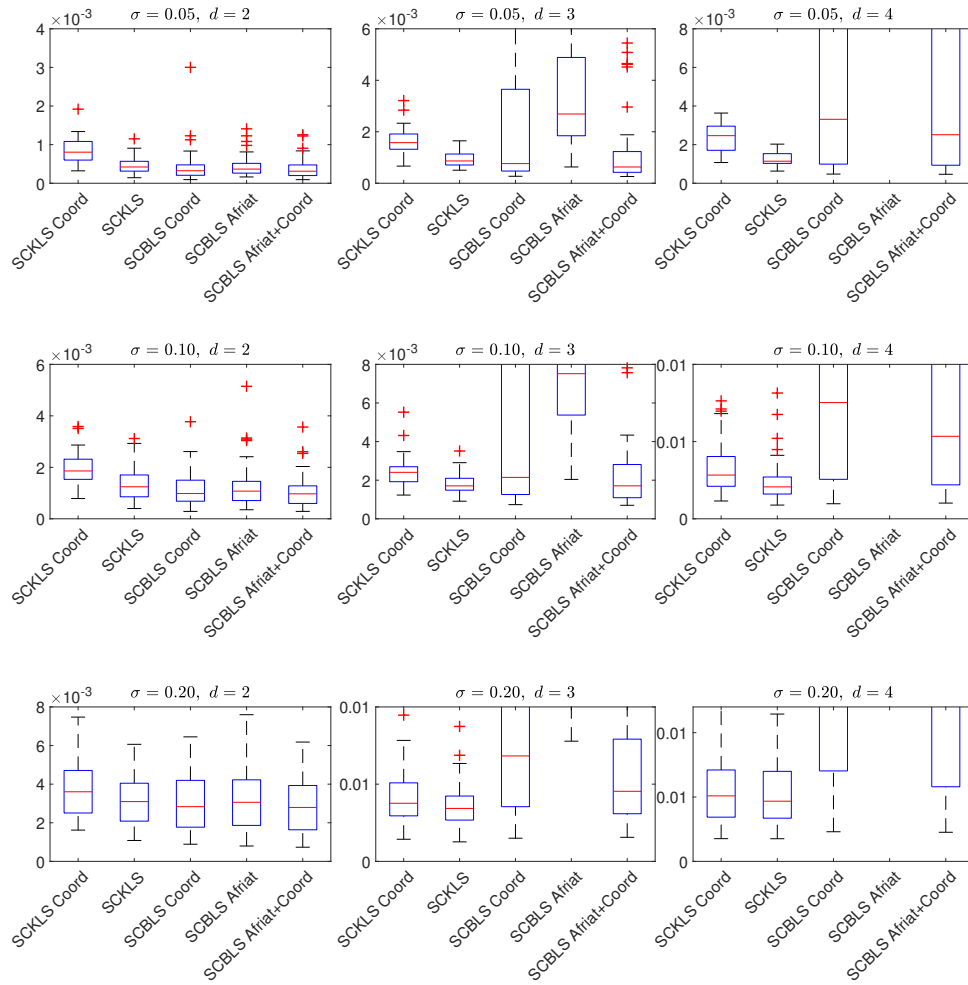 ×10⁻³ σ = 0.05, d = 2
4
3
2
1
0
SCKLS Coord
SCKLS
SCBLS Coord
SCBLS Afriat
SCBLS Afriat+Coord
×10⁻³ σ = 0.05, d = 3
6
4
2
0
SCKLS Coord
SCKLS
SCBLS Coord
SCBLS Afriat
SCBLS Afriat+Coord
×10⁻³ σ = 0.05, d = 4
8
6
4
2
0
SCKLS Coord
SCKLS
SCBLS Coord
SCBLS Afriat
SCBLS Afriat+Coord
×10⁻³ σ = 0.10, d = 2
6
4
2
0
SCKLS Coord
SCKLS
SCBLS Coord
SCBLS Afriat
SCBLS Afriat+Coord
×10⁻³ σ = 0.10, d = 3
8
6
4
2
0
SCKLS Coord
SCKLS
SCBLS Coord
SCBLS Afriat
SCBLS Afriat+Coord
σ = 0.10, d = 4
0.01
0.01
0
SCKLS Coord
SCKLS
SCBLS Coord
SCBLS Afriat
SCBLS Afriat+Coord
×10⁻³ σ = 0.20, d = 2
8
6
4
2
0
SCKLS Coord
SCKLS
SCBLS Coord
SCBLS Afriat
SCBLS Afriat+Coord
σ = 0.20, d = 3
0.01
0.01
0
SCKLS Coord
SCKLS
SCBLS Coord
SCBLS Afriat
SCBLS Afriat+Coord
σ = 0.20, d = 4
0.01
0.01
0
SCKLS Coord
SCKLS
SCBLS Coord
SCBLS Afriat
SCBLS Afriat+Coord